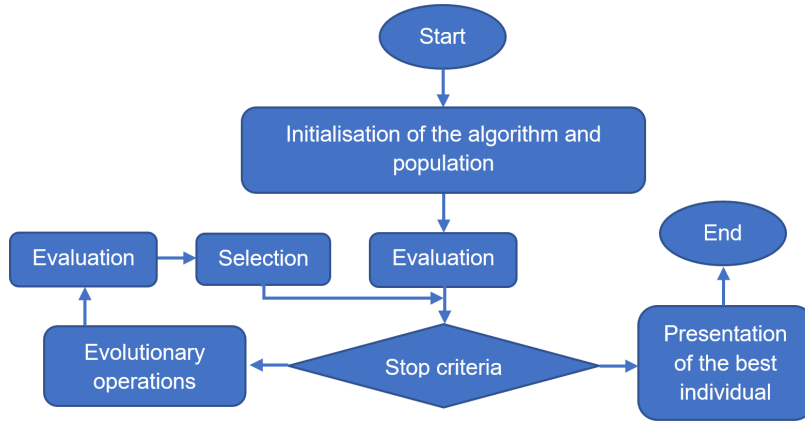 Start
Initialisation of the algorithm and
population
End
Evaluation
Selection
Evaluation
Evolutionary
operations
Stop criteria
Presentation
of the best
individual